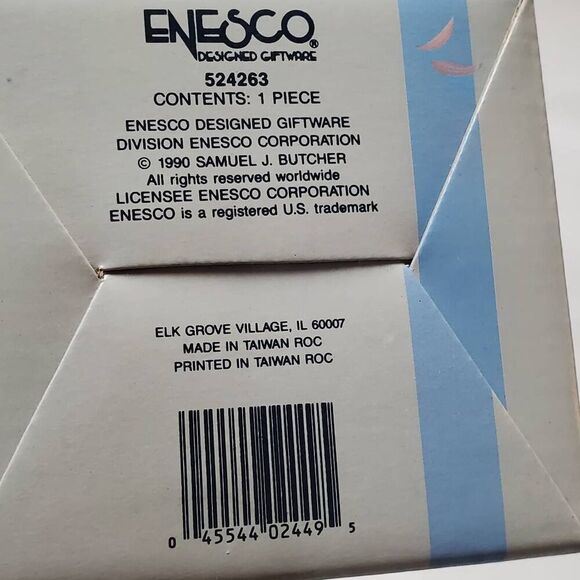 ENESCO®
DESIGNED GIFTWARE
524263
CONTENTS: 1 PIECE
ENESCO DESIGNED GIFTWARE
DIVISION ENESCO CORPORATION
© 1990 SAMUEL J. BUTCHER
All rights reserved worldwide
LICENSEE ENESCO CORPORATION
ENESCO is a registered U.S. trademark
ELK GROVE VILLAGE, IL 60007
MADE IN TAIWAN ROC
PRINTED IN TAIWAN ROC
0 45544 02449 5